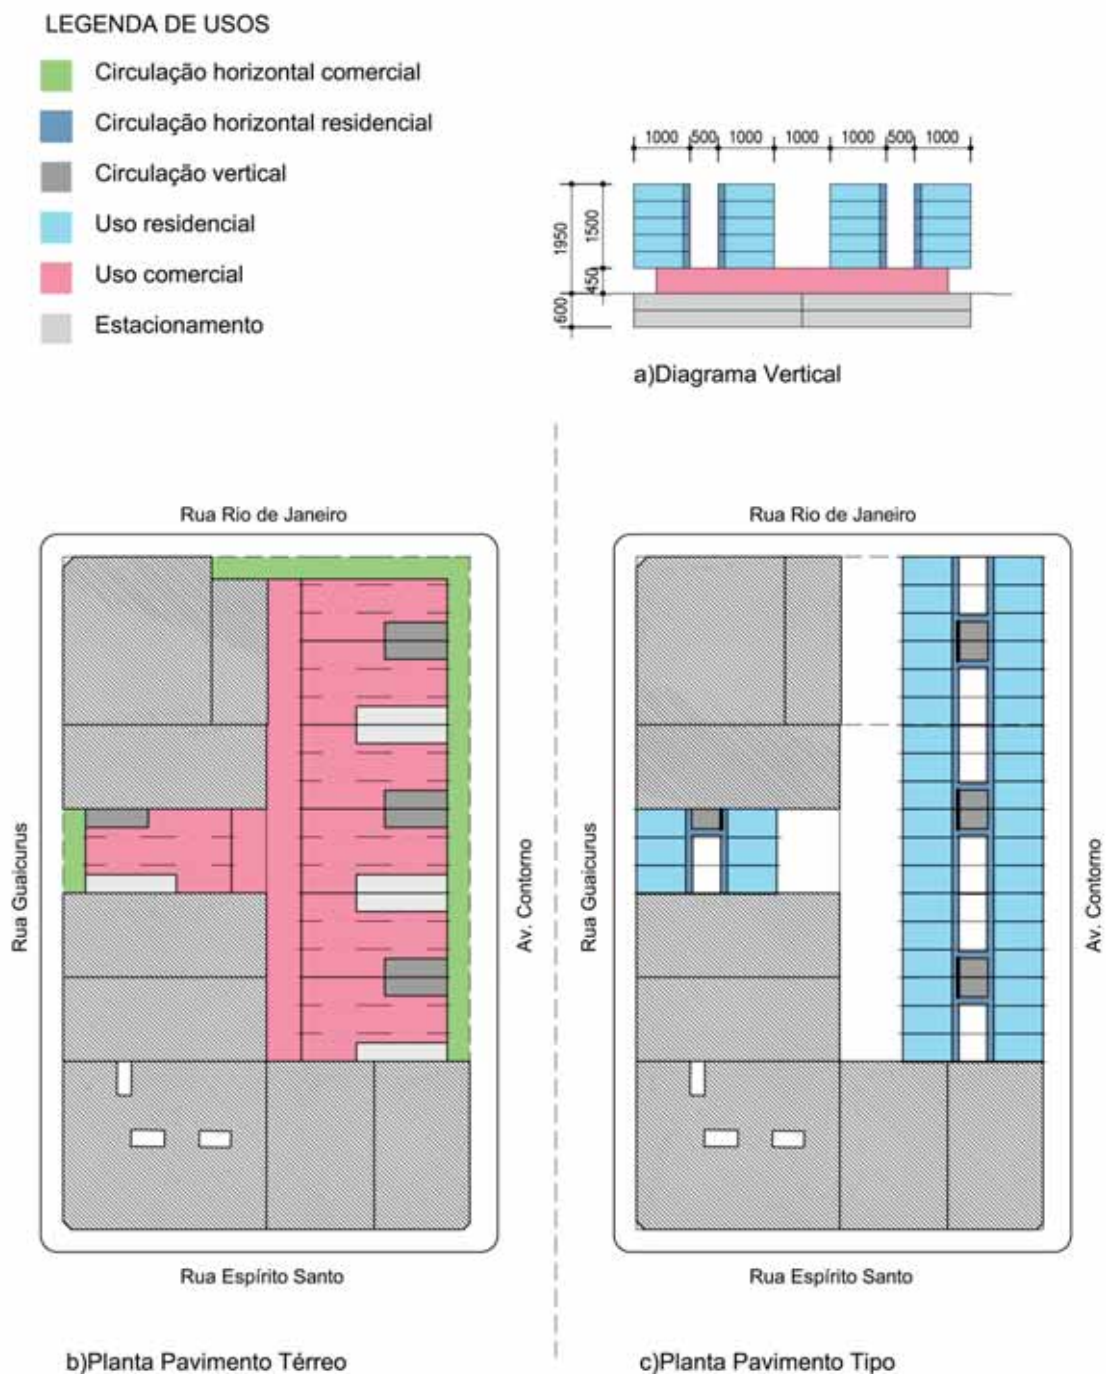 LEGENDA DE USOS
Circulação horizontal comercial
Circulação horizontal residencial
Circulação vertical
Uso residencial
Uso comercial
Estacionamento
1000 500 1000 1000 1000 500 1000
1950
1500
450
600
a)Diagrama Vertical
Rua Rio de Janeiro
Rua Guaicurus
Av. Contorno
Rua Espírito Santo
b)Planta Pavimento Térreo
Rua Rio de Janeiro
Rua Guaicurus
Av. Contorno
Rua Espírito Santo
c)Planta Pavimento Tipo